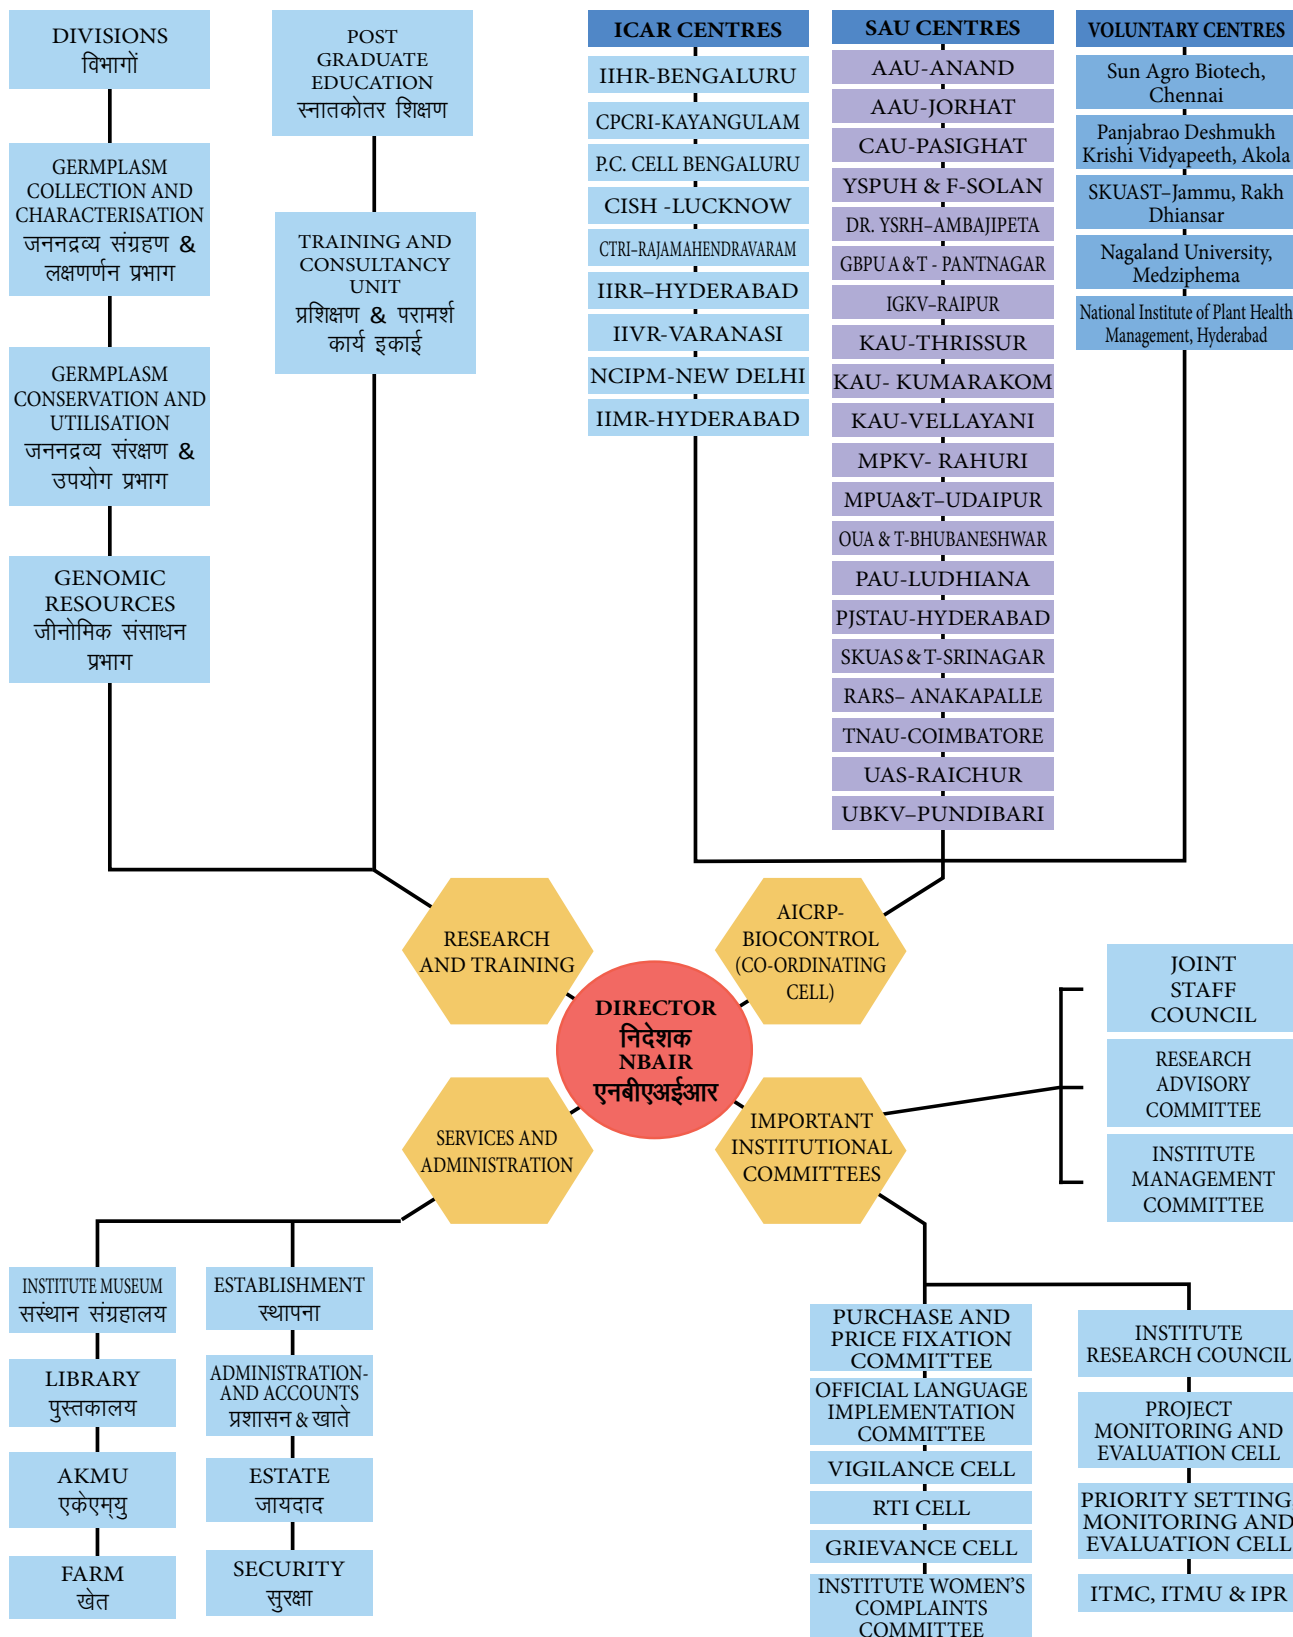 DIVISIONS
विभागों
GERMPLASM
COLLECTION AND
CHARACTERISATION
जननद्रव्य संग्रहण &
लक्षणर्णन प्रभाग
GERMPLASM
CONSERVATION AND
UTILISATION
जननद्रव्य संरक्षण &
उपयोग प्रभाग
GENOMIC
RESOURCES
जीनोमिक संसाधन
प्रभाग
POST
GRADUATE
EDUCATION
स्नातकोतर शिक्षण
TRAINING AND
CONSULTANCY
UNIT
प्रशिक्षण & परामर्श
कार्य इकाई
ICAR CENTRES
IIHR-BENGALURU
CPCRI-KAYANGULAM
P.C. CELL BENGALURU
CISH -LUCKNOW
CTRI–RAJAMAHENDRAVARAM
IIRR–HYDERABAD
IIVR-VARANASI
NCIPM-NEW DELHI
IIMR-HYDERABAD
SAU CENTRES
AAU-ANAND
AAU-JORHAT
CAU-PASIGHAT
YSPUH & F-SOLAN
DR. YSRH–AMBAJIPETA
GBPU A & T - PANTNAGAR
IGKV–RAIPUR
KAU-THRISSUR
KAU- KUMARAKOM
KAU-VELLAYANI
MPKV- RAHURI
MPUA&T–UDAIPUR
OUA & T-BHUBANESHWAR
PAU-LUDHIANA
PJSTAU-HYDERABAD
SKUAS & T-SRINAGAR
RARS– ANAKAPALLE
TNAU-COIMBATORE
UAS-RAICHUR
UBKV–PUNDIBARI
VOLUNTARY CENTRES
Sun Agro Biotech,
Chennai
Panjabrao Deshmukh
Krishi Vidyapeeth, Akola
SKUAST–Jammu, Rakh
Dhiansar
Nagaland University,
Medziphema
National Institute of Plant Health
Management, Hyderabad
RESEARCH
AND TRAINING
AICRP-
BIOCONTROL
(CO-ORDINATING
CELL)
DIRECTOR
निदेशक
NBAIR
एनबीएअईआर
SERVICES AND
ADMINISTRATION
IMPORTANT
INSTITUTIONAL
COMMITTEES
JOINT
STAFF
COUNCIL
RESEARCH
ADVISORY
COMMITTEE
INSTITUTE
MANAGEMENT
COMMITTEE
INSTITUTE MUSEUM
सस्ंथान संग्रहालय
LIBRARY
पुस्तकालय
AKMU
एकेएम्यु
FARM
खेत
ESTABLISHMENT
स्थापना
ADMINISTRATION-
AND ACCOUNTS
प्रशासन & खाते
ESTATE
जायदाद
SECURITY
सुरक्षा
PURCHASE AND
PRICE FIXATION
COMMITTEE
OFFICIAL LANGUAGE
IMPLEMENTATION
COMMITTEE
VIGILANCE CELL
RTI CELL
GRIEVANCE CELL
INSTITUTE WOMEN'S
COMPLAINTS
COMMITTEE
INSTITUTE
RESEARCH COUNCIL
PROJECT
MONITORING AND
EVALUATION CELL
PRIORITY SETTING
MONITORING AND
EVALUATION CELL
ITMC, ITMU & IPR